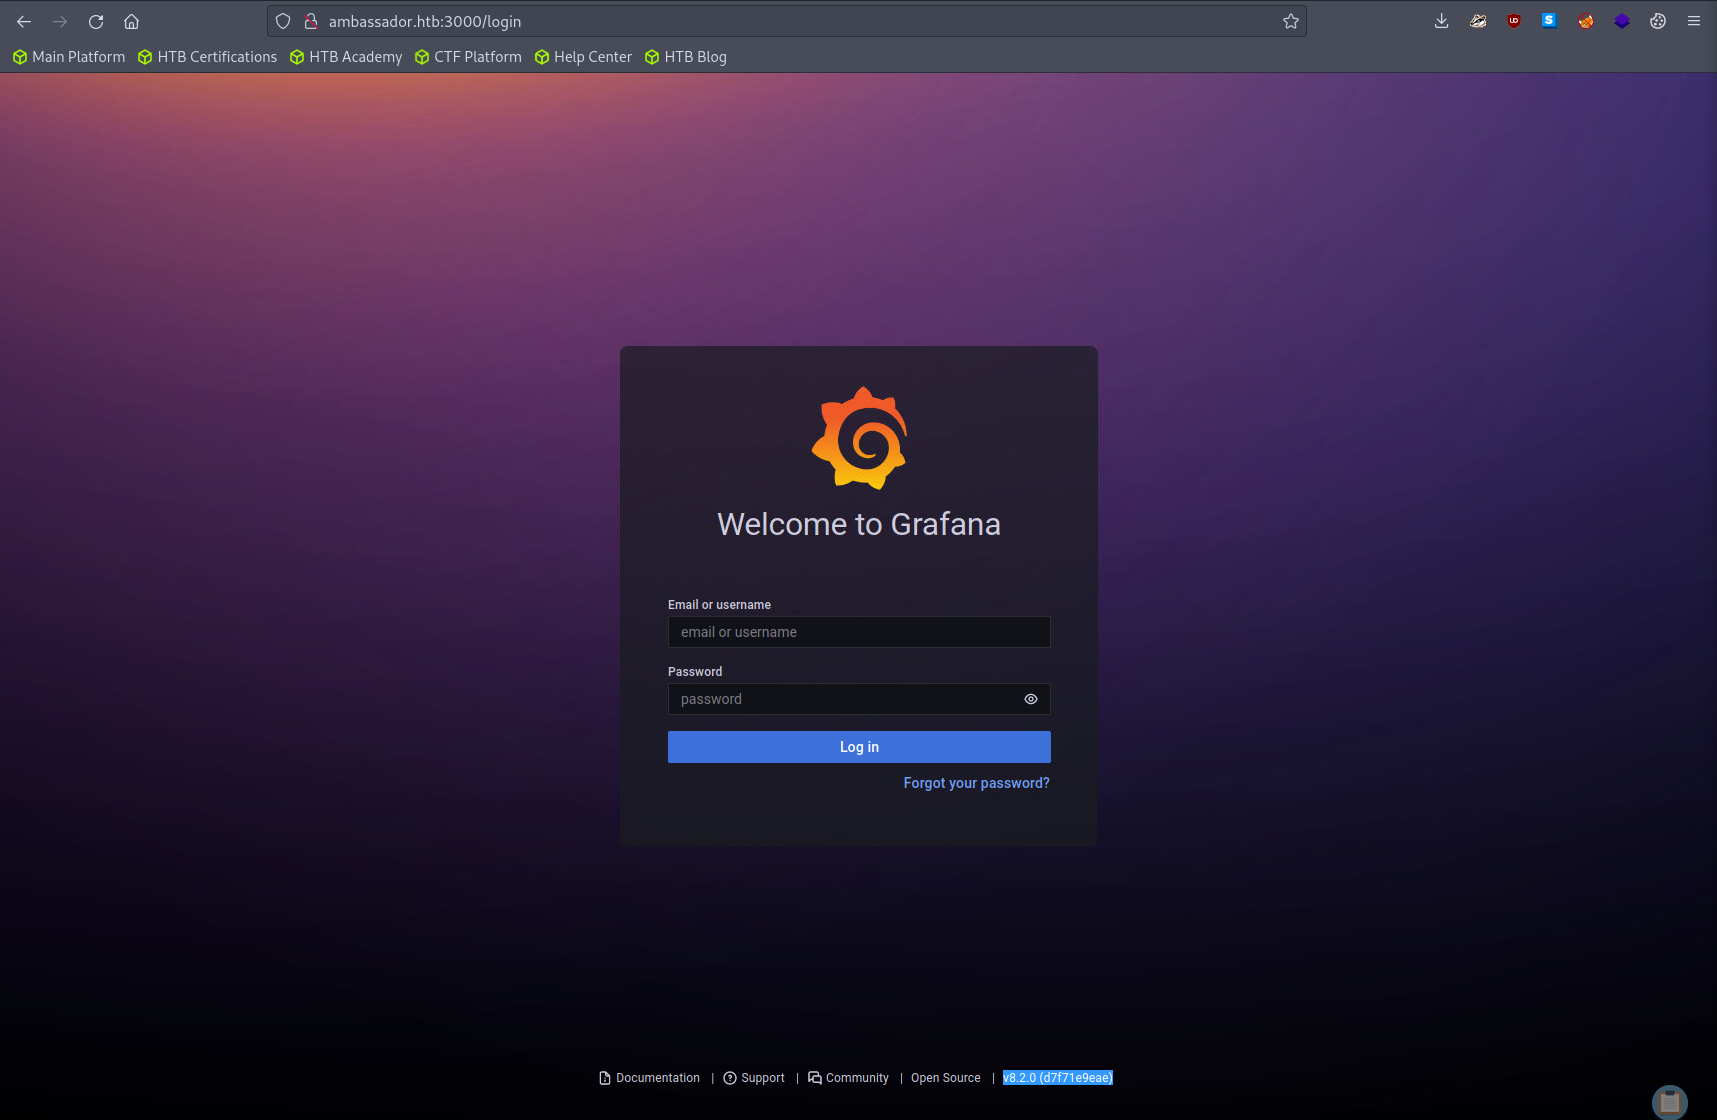 ambassador.htb:3000/login
Main Platform HTB Certifications HTB Academy CTF Platform Help Center HTB Blog
Welcome to Grafana
Email or username
email or username
Password
password
Log in
Forgot your password?
Documentation | Support | Community | Open Source | v8.2.0 (d7f71e9eae)